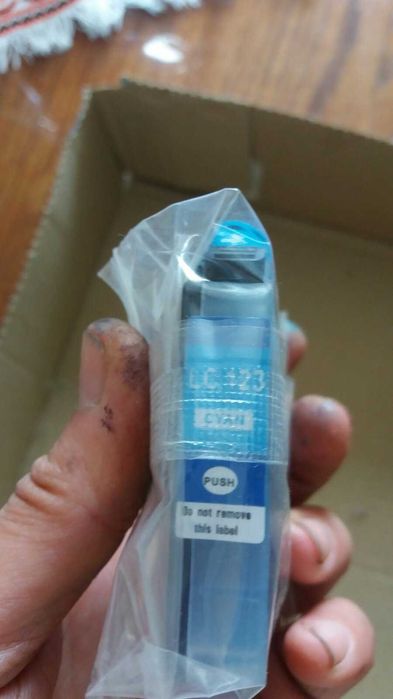 LC 123
CYAN
PUSH
Do not remove
this label